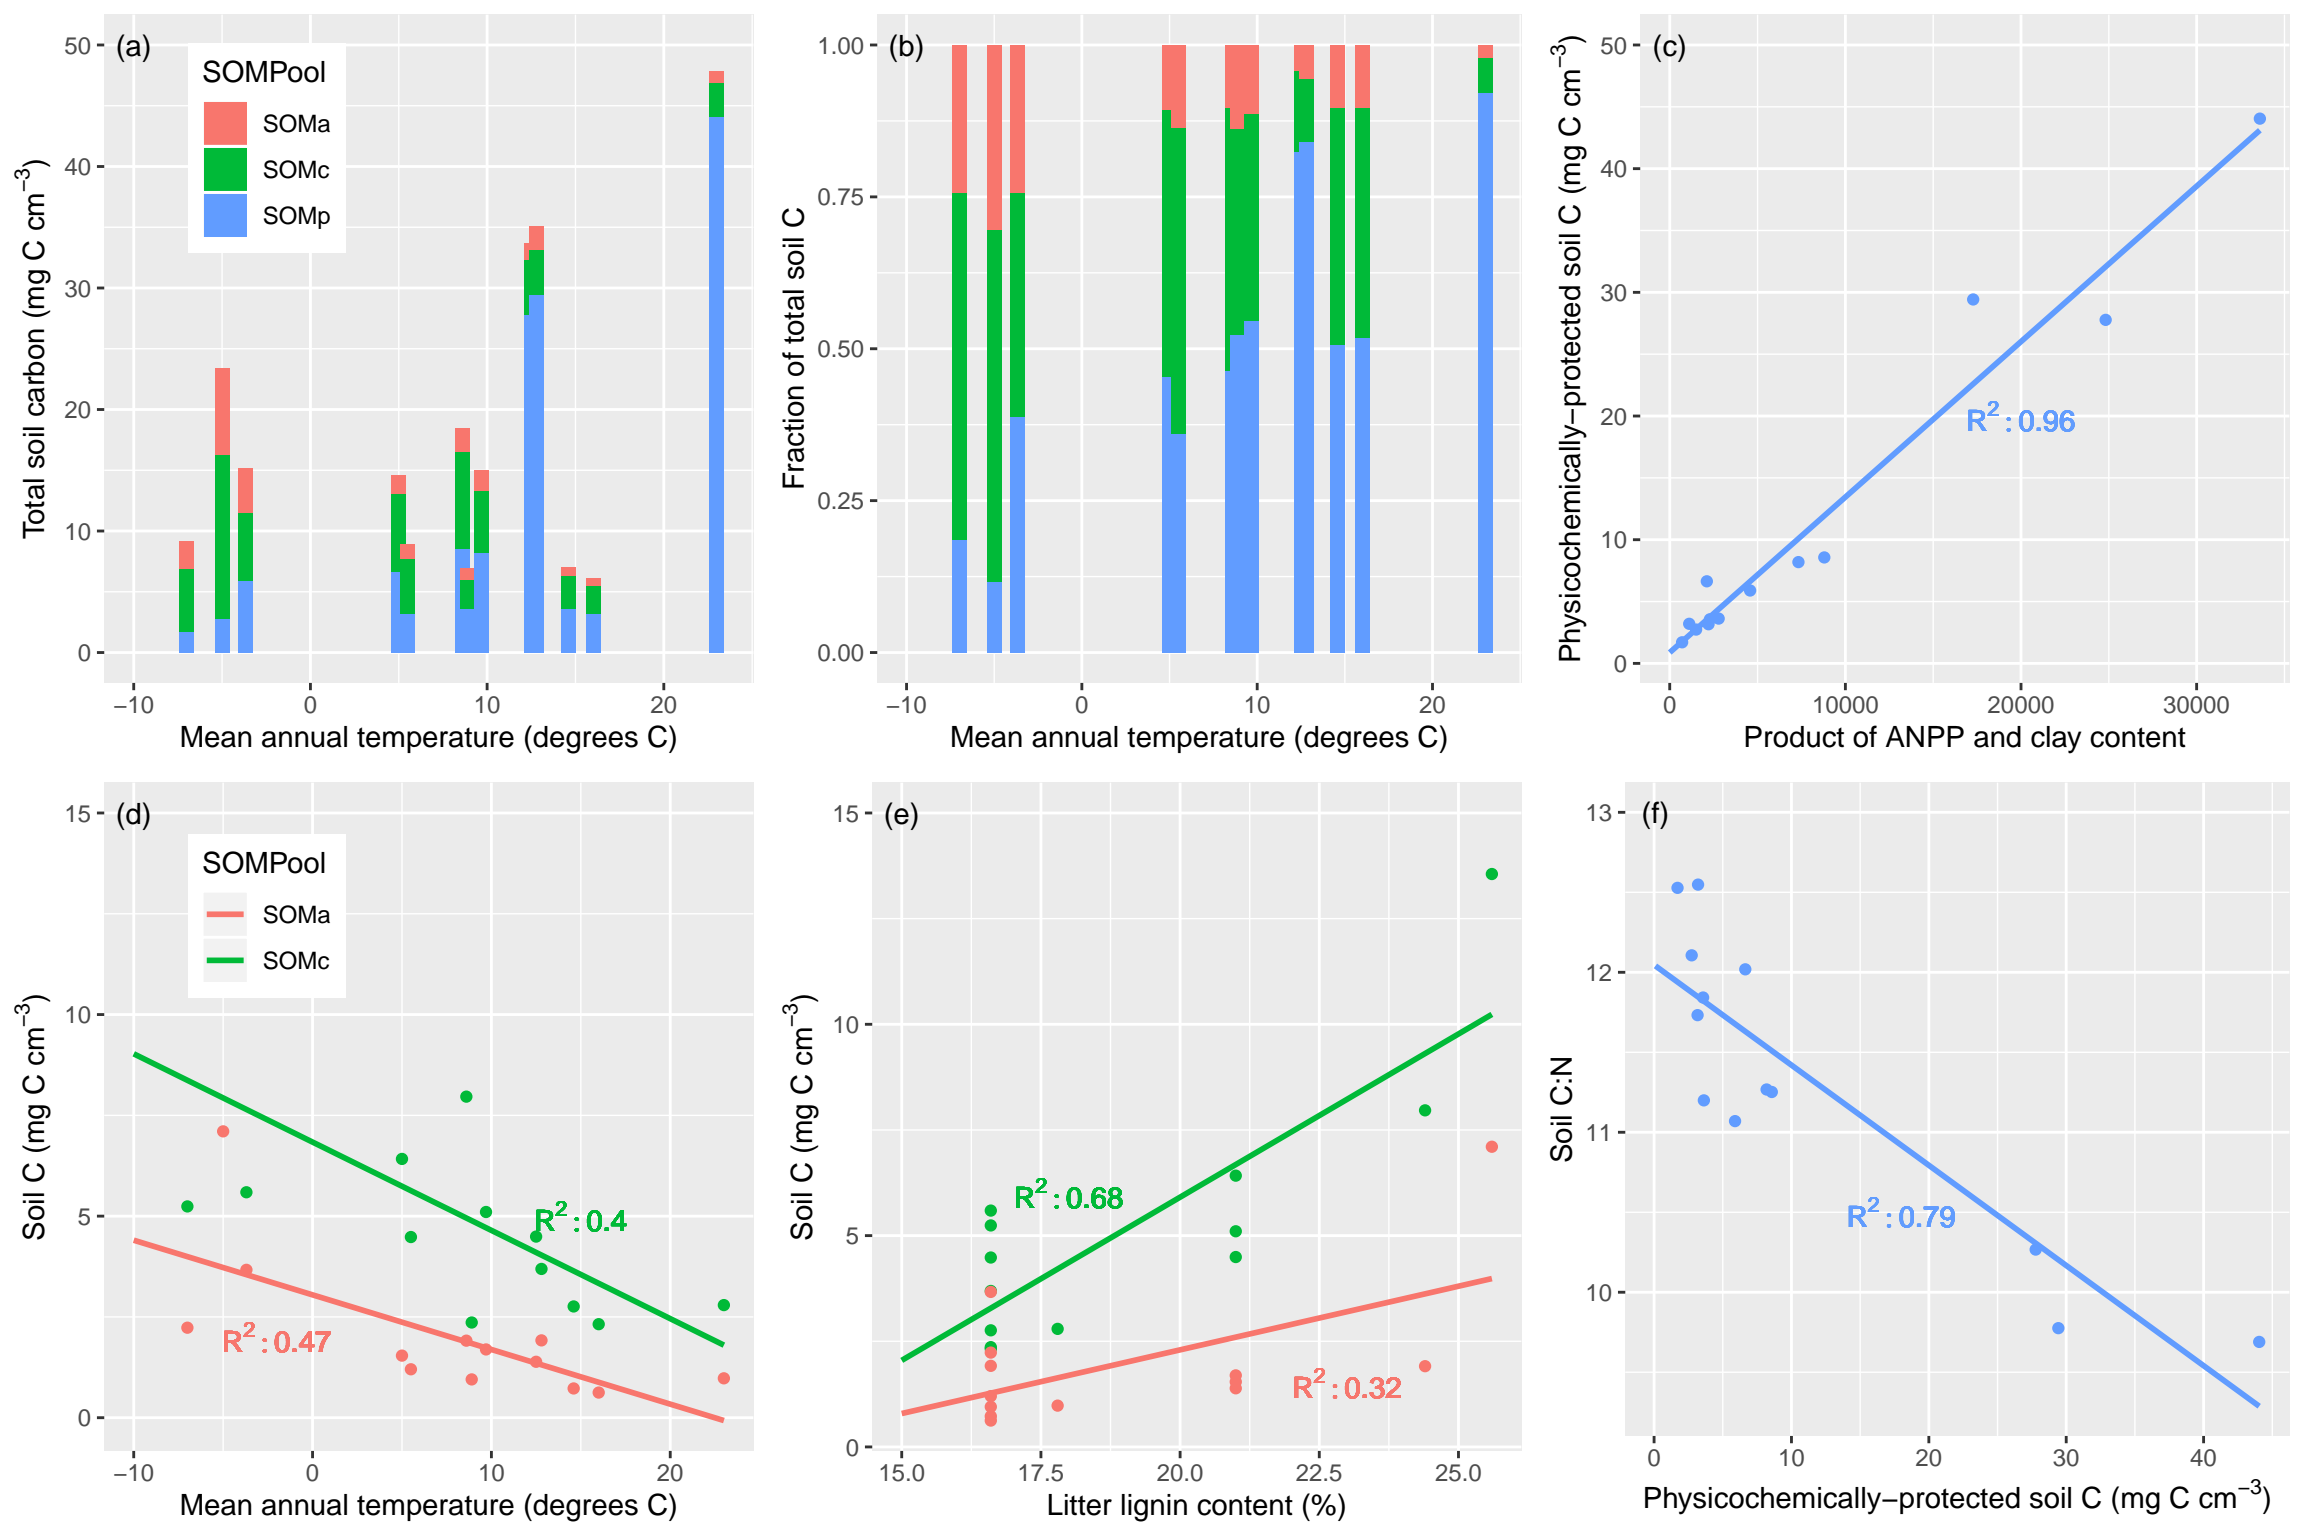 (a)
SOMPool
SOMa
SOMc
SOMp
50
40
30
20
10
0
Total soil carbon (mg C cm⁻³)
−10 0 10 20
Mean annual temperature (degrees C)
(b)
1.00
0.75
0.50
0.25
0.00
Fraction of total soil C
−10 0 10 20
Mean annual temperature (degrees C)
(c)
50
40
30
20
10
0
Physicochemically−protected soil C (mg C cm⁻³)
R²:0.96
0 10000 20000 30000
Product of ANPP and clay content
(d)
SOMPool
SOMa
SOMc
15
10
5
0
Soil C (mg C cm⁻³)
R²:0.4
R²:0.47
−10 0 10 20
Mean annual temperature (degrees C)
(e)
15
10
5
0
Soil C (mg C cm⁻³)
R²:0.68
R²:0.32
15.0 17.5 20.0 22.5 25.0
Litter lignin content (%)
(f)
13
12
11
10
Soil C:N
R²:0.79
0 10 20 30 40
Physicochemically−protected soil C (mg C cm⁻³)